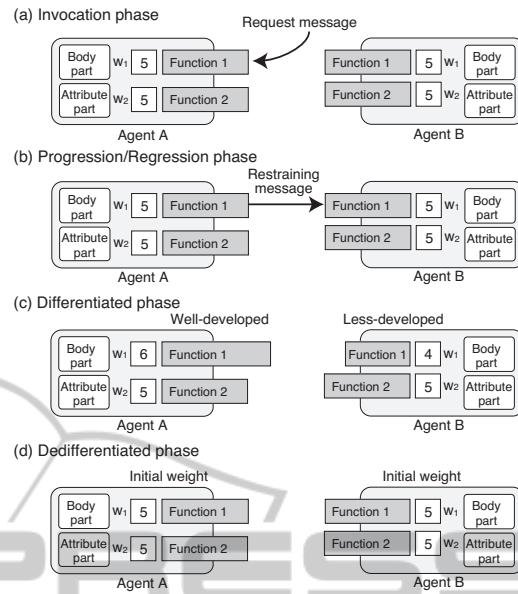 (a) Invocation phase
Request message
Body part w1 5 Function 1
Attribute part w2 5 Function 2
Agent A
Function 1 5 w1 Body part
Function 2 5 w2 Attribute part
Agent B
(b) Progression/Regression phase
Restraining message
Body part w1 5 Function 1
Attribute part w2 5 Function 2
Agent A
Function 1 5 w1 Body part
Function 2 5 w2 Attribute part
Agent B
(c) Differentiated phase
Well-developed
Body part w1 6 Function 1
Attribute part w2 5 Function 2
Agent A
Less-developed
Function 1 4 w1 Body part
Function 2 5 w2 Attribute part
Agent B
(d) Dedifferentiated phase
Initial weight
Body part w1 5 Function 1
Attribute part w2 5 Function 2
Agent A
Initial weight
Function 1 5 w1 Body part
Function 2 5 w2 Attribute part
Agent B
PRESS